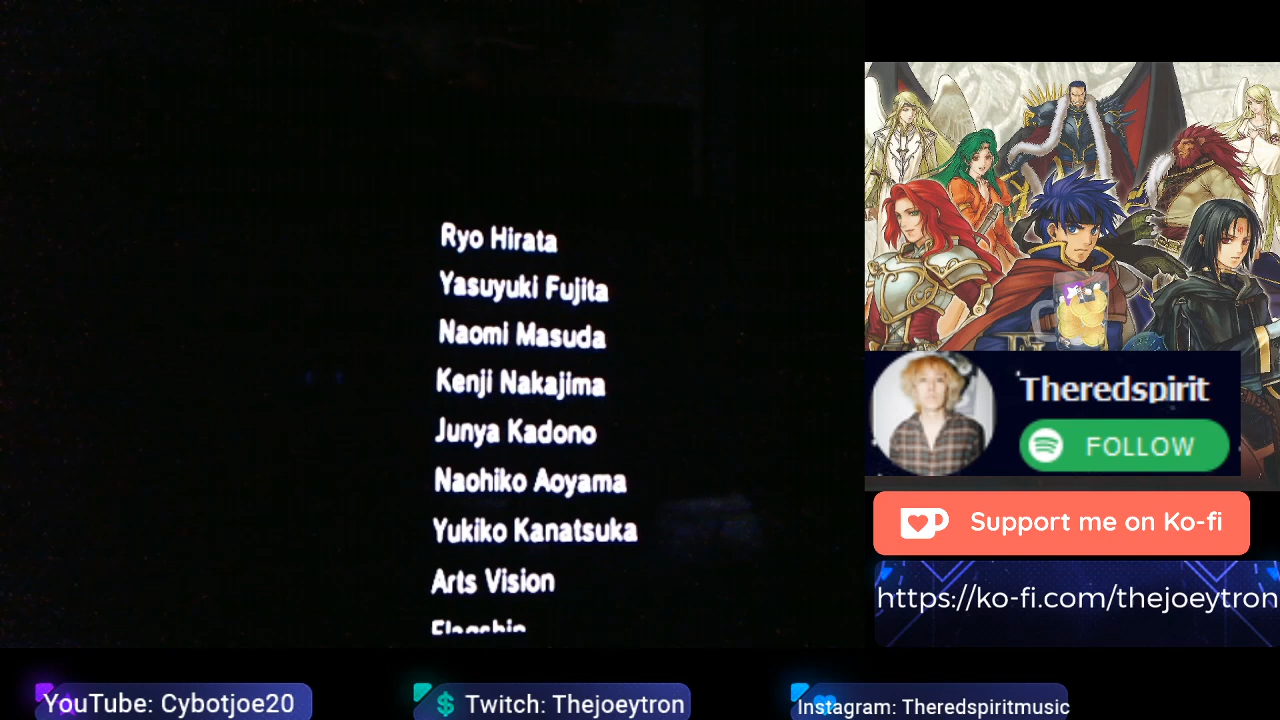 Ryo Hirata
Yasuyuki Fujita
Naomi Masuda
Kenji Nakajima
Junya Kadono
Naohiko Aoyama
Yukiko Kanatsuka
Arts Vision
Flagship
Theredspirit
FOLLOW
Support me on Ko-fi
https://ko-fi.com/thejoeytron
YouTube: Cybotjoe20
Twitch: Thejoeytron
Instagram: Theredspiritmusic